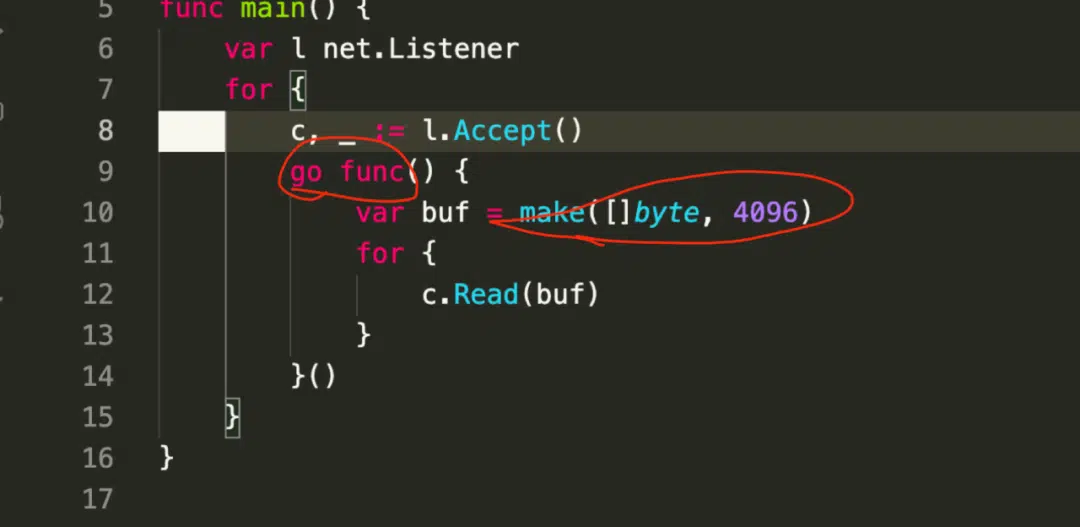 5 func main() {
6 var l net.Listener
7 for {
8 c, _ := l.Accept()
9 go func() {
10 var buf = make([]byte, 4096)
11 for {
12 c.Read(buf)
13 }
14 }()
15 }
16 }
17